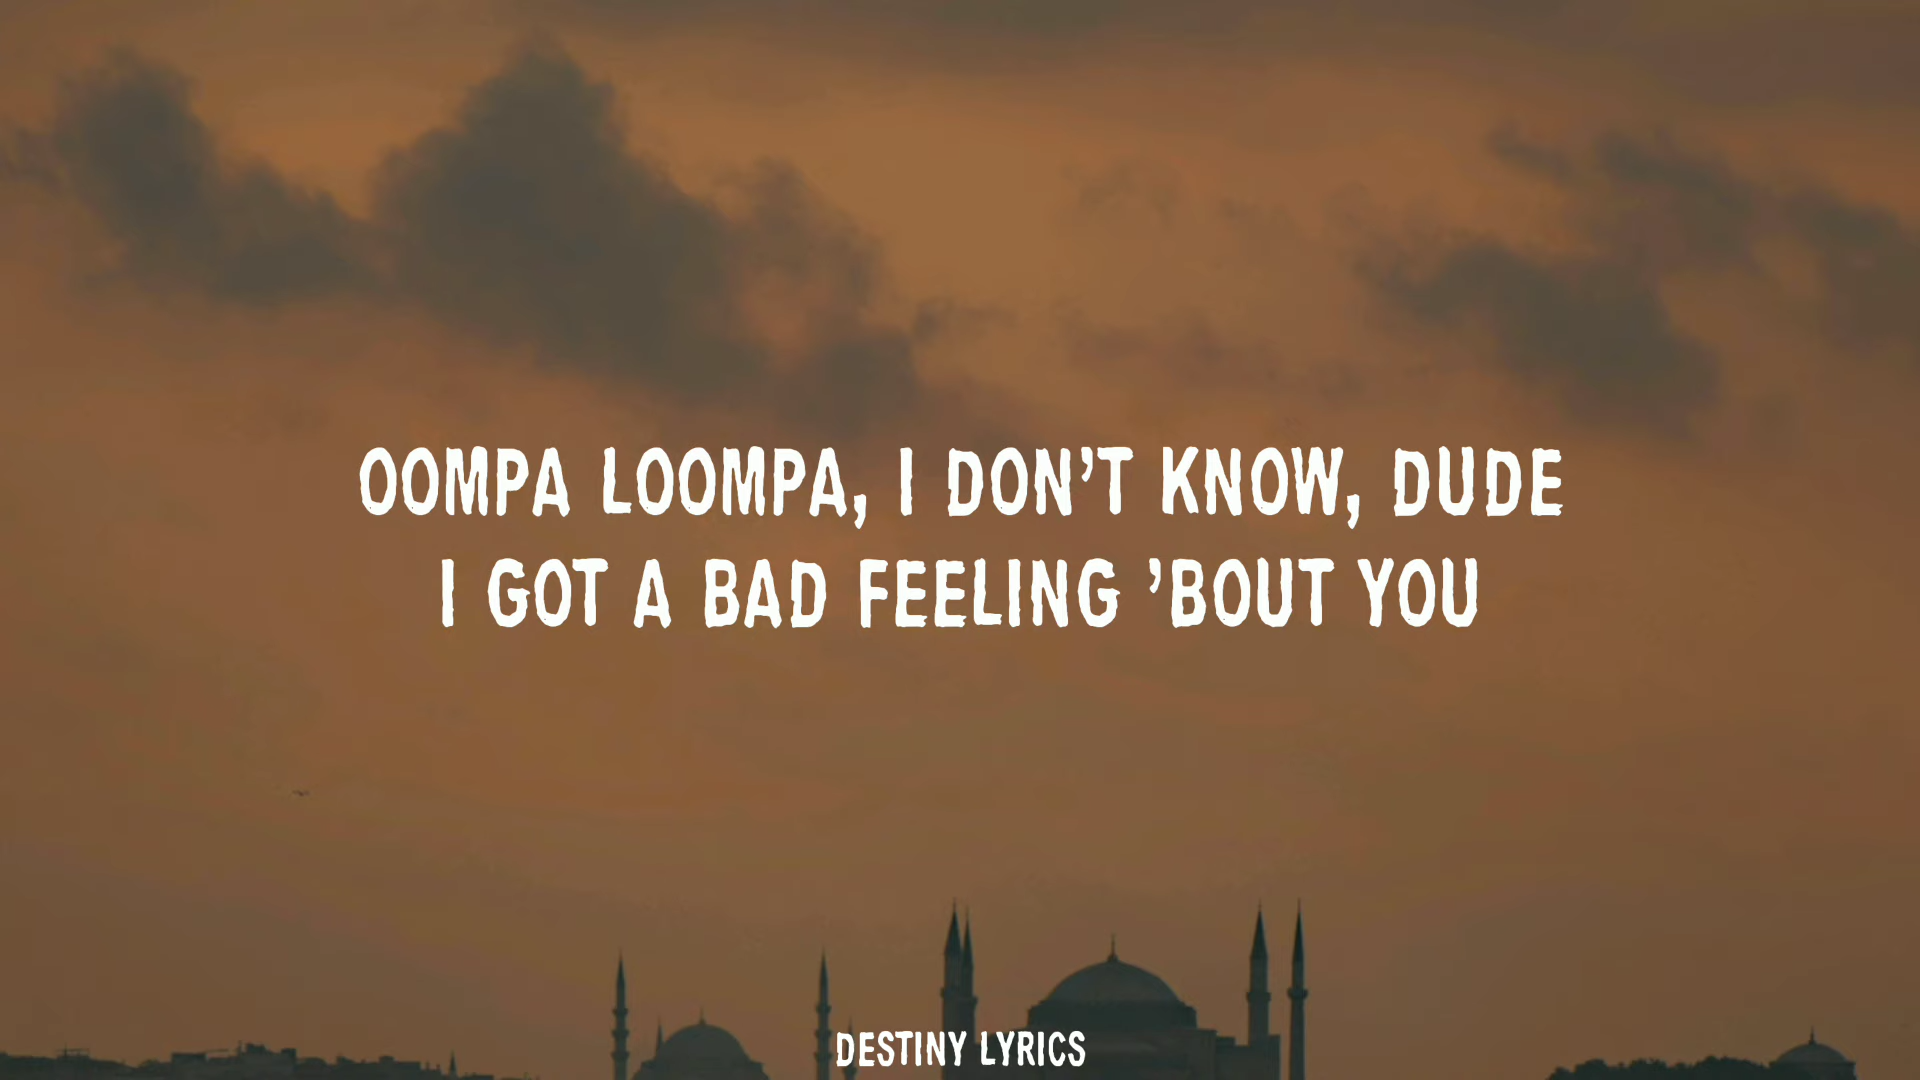 OOMPA LOOMPA, I DON’T KNOW, DUDE
I GOT A BAD FEELING ’BOUT YOU
DESTINY LYRICS